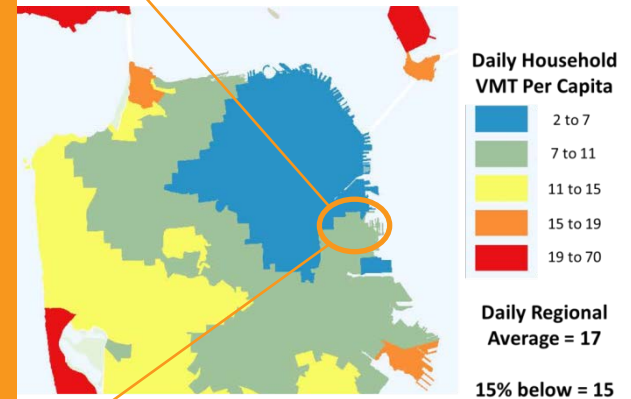 Daily Household
VMT Per Capita
2 to 7
7 to 11
11 to 15
15 to 19
19 to 70
Daily Regional
Average = 17
15% below = 15